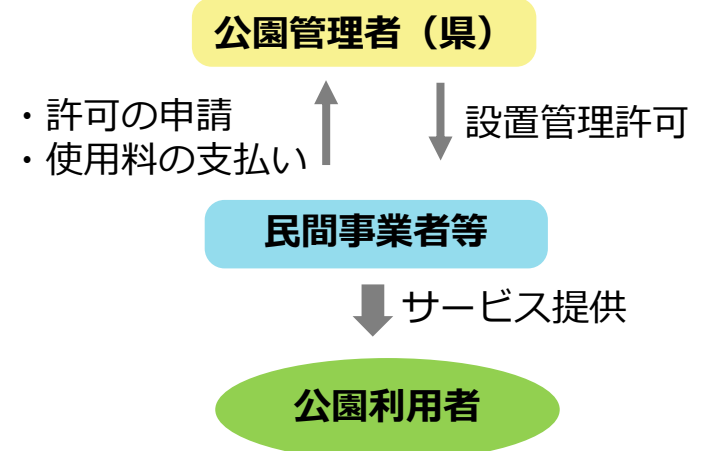 公園管理者（県）
・許可の申請
・使用料の支払い
設置管理許可
民間事業者等
サービス提供
公園利用者